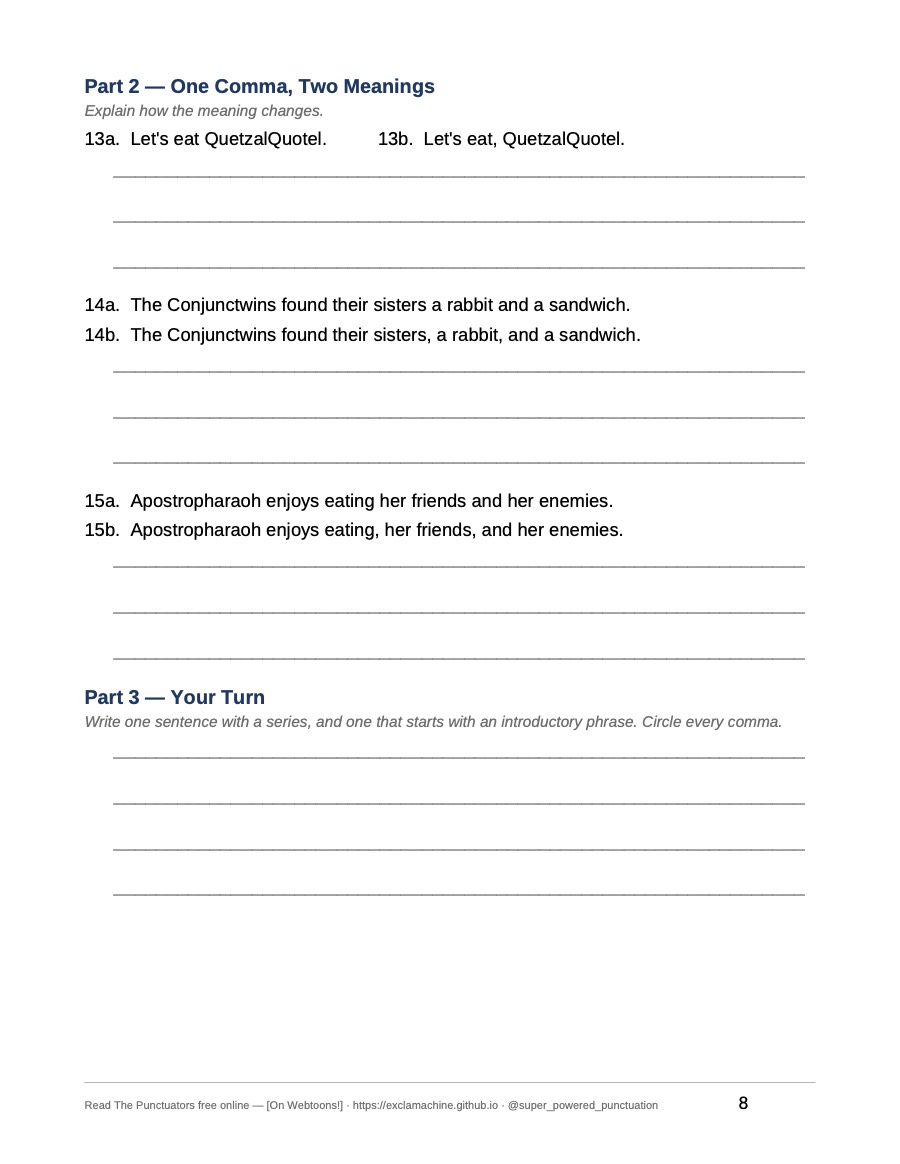 Part 2 — One Comma, Two Meanings
Explain how the meaning changes.
13a. Let's eat QuetzalQuotel. 13b. Let's eat, QuetzalQuotel.
14a. The Conjunctwins found their sisters a rabbit and a sandwich.
14b. The Conjunctwins found their sisters, a rabbit, and a sandwich.
15a. Apostropharaoh enjoys eating her friends and her enemies.
15b. Apostropharaoh enjoys eating, her friends, and her enemies.
Part 3 — Your Turn
Write one sentence with a series, and one that starts with an introductory phrase. Circle every comma.
Read The Punctuators free online — [On Webtoons!] · https://exclamachine.github.io · @super_powered_punctuation 8